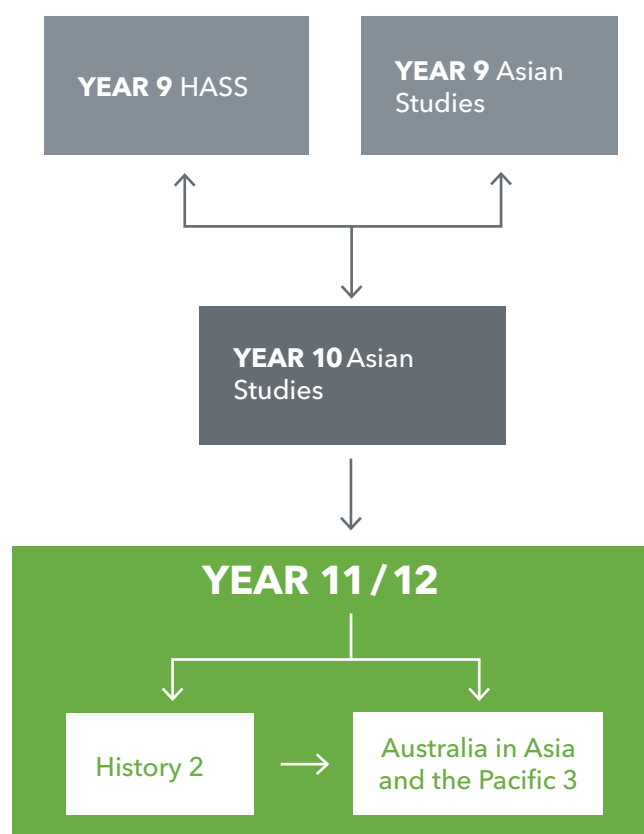 YEAR 9 HASS
YEAR 9 Asian
Studies
YEAR 10 Asian
Studies
YEAR 11/12
History 2
Australia in Asia
and the Pacific 3